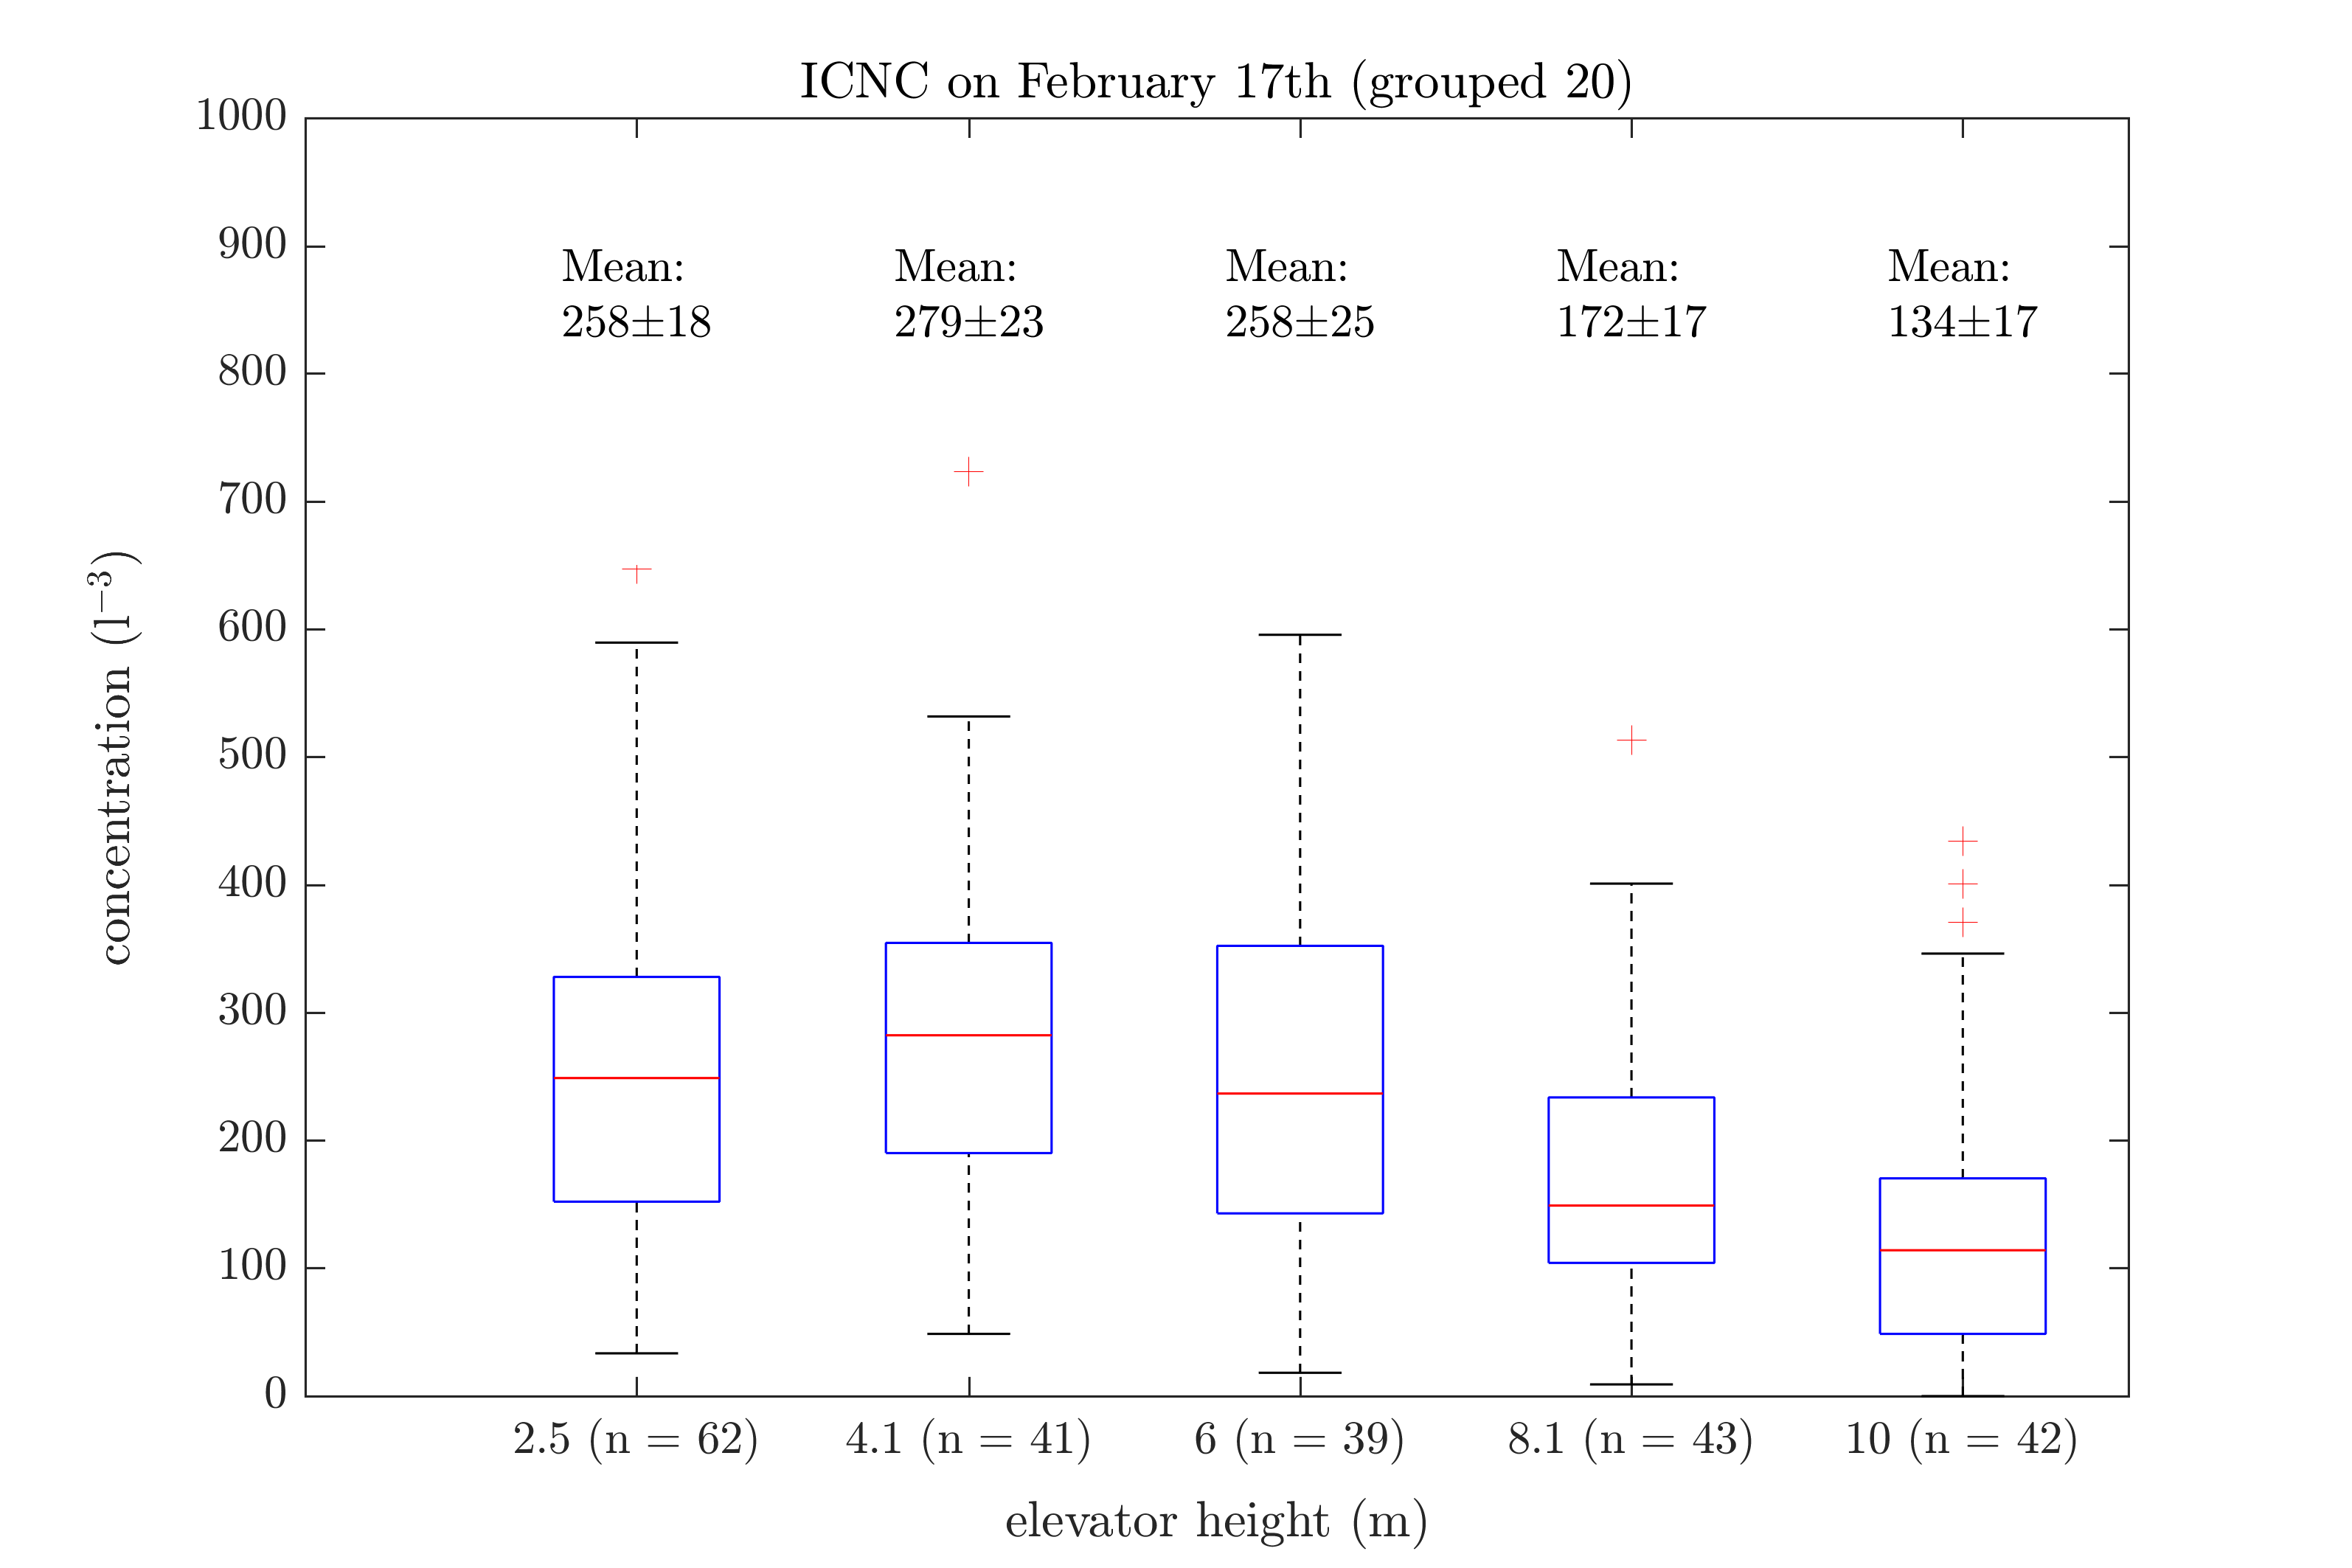 ICNC on February 17th (grouped 20)
1000
900
800
700
600
500
400
300
200
100
0
concentration (l⁻³)
Mean:
258±18
Mean:
279±23
Mean:
258±25
Mean:
172±17
Mean:
134±17
2.5 (n = 62)
4.1 (n = 41)
6 (n = 39)
8.1 (n = 43)
10 (n = 42)
elevator height (m)